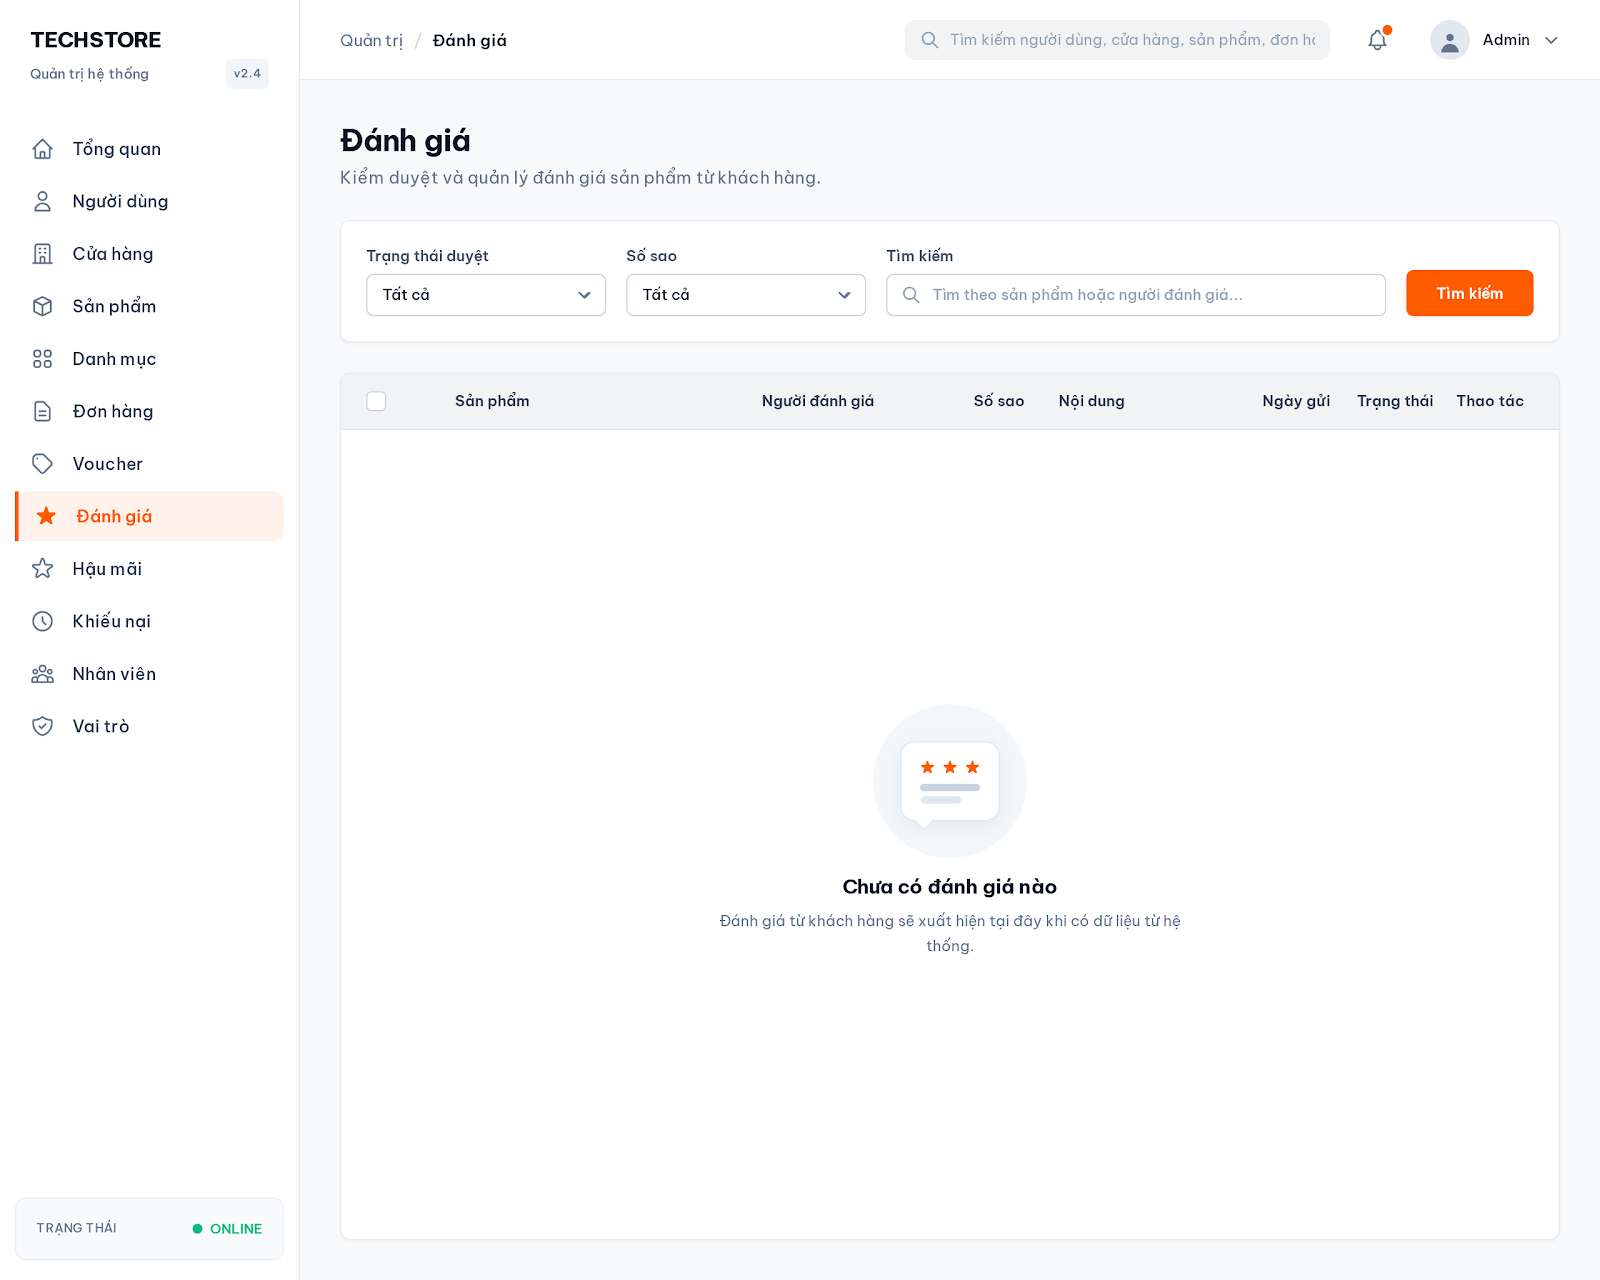 TECHSTORE
Quản trị hệ thống
v2.4
Tổng quan
Người dùng
Cửa hàng
Sản phẩm
Danh mục
Đơn hàng
Voucher
Đánh giá
Hậu mãi
Khiếu nại
Nhân viên
Vai trò
TRẠNG THÁI
ONLINE
Quản trị / Đánh giá
Tìm kiếm người dùng, cửa hàng, sản phẩm, đơn
Admin
Đánh giá
Kiểm duyệt và quản lý đánh giá sản phẩm từ khách hàng.
Trạng thái duyệt
Tất cả
Số sao
Tất cả
Tìm kiếm
Tìm theo sản phẩm hoặc người đánh giá...
Tìm kiếm
Sản phẩm Người đánh giá Số sao Nội dung Ngày gửi Trạng thái Thao tác
Chưa có đánh giá nào
Đánh giá từ khách hàng sẽ xuất hiện tại đây khi có dữ liệu từ hệ
thống.